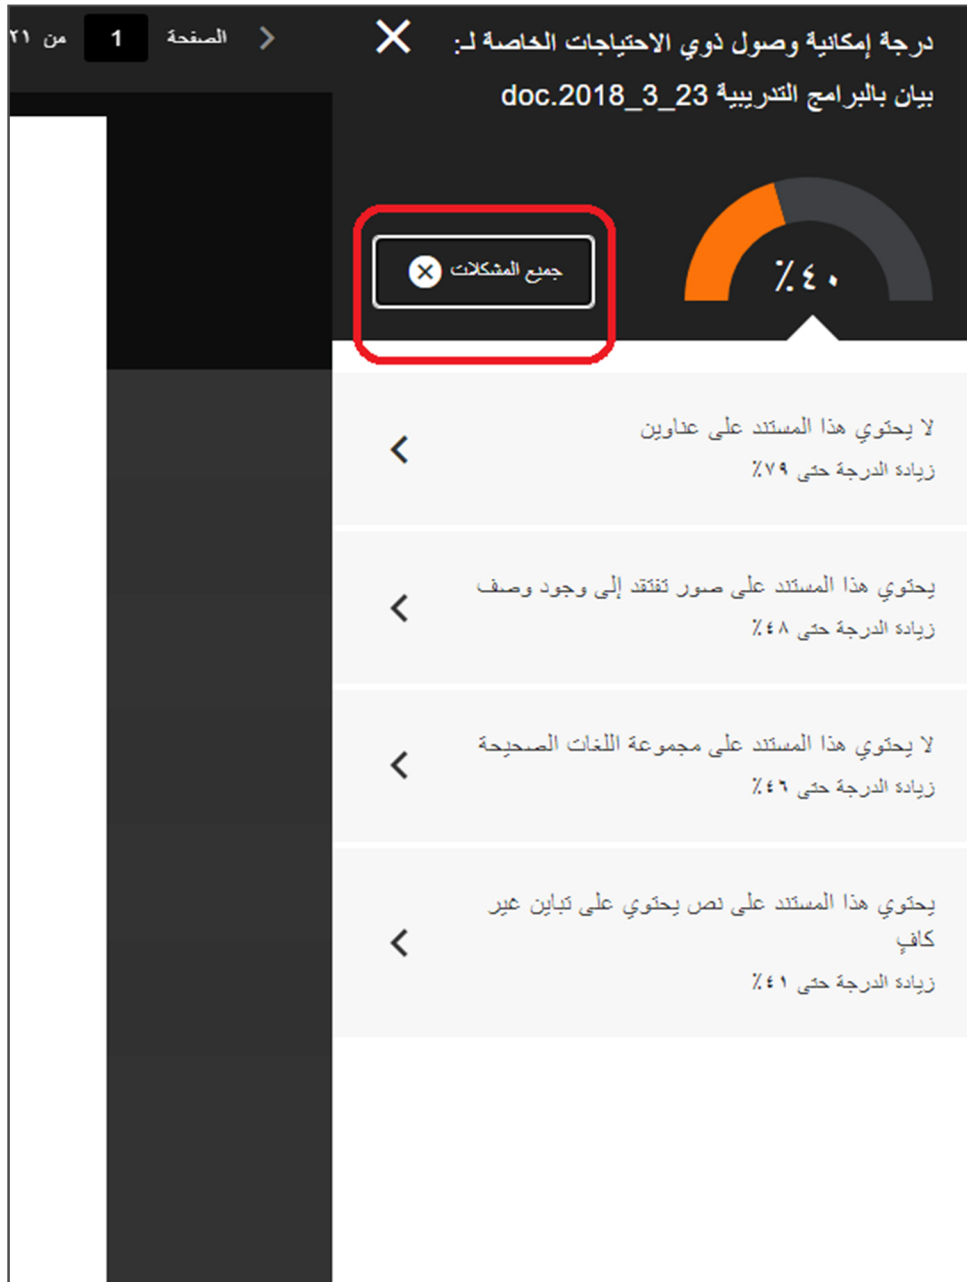 الصفحة 1 من ٢١
درجة إمكانية وصول ذوي الاحتياجات الخاصة لـ:
بيان بالبرامج التدريبية 23_3_2018.doc
٤٠٪
جميع المشكلات
لا يحتوي هذا المستند على عناوين
زيادة الدرجة حتى ٧٩٪
يحتوي هذا المستند على صور تفتقد إلى وجود وصف
زيادة الدرجة حتى ٤٨٪
لا يحتوي هذا المستند على مجموعة اللغات الصحيحة
زيادة الدرجة حتى ٤٦٪
يحتوي هذا المستند على نص يحتوي على تباين غير
كافٍ
زيادة الدرجة حتى ٤١٪